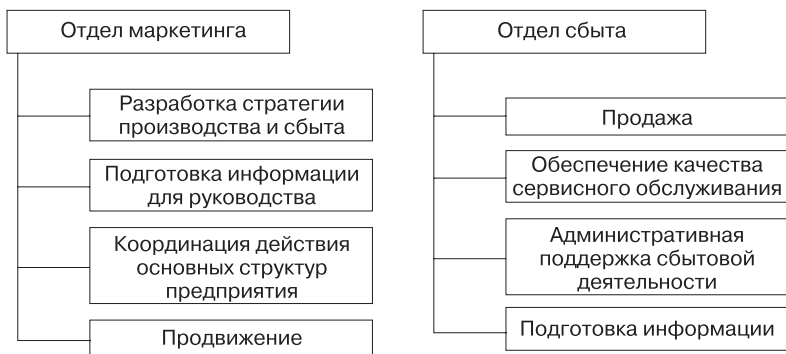 Отдел маркетинга
Разработка стратегии
производства и сбыта
Подготовка информации
для руководства
Координация действия
основных структур
предприятия
Продвижение
Отдел сбыта
Продажа
Обеспечение качества
сервисного обслуживания
Административная
поддержка сбытовой
деятельности
Подготовка информации